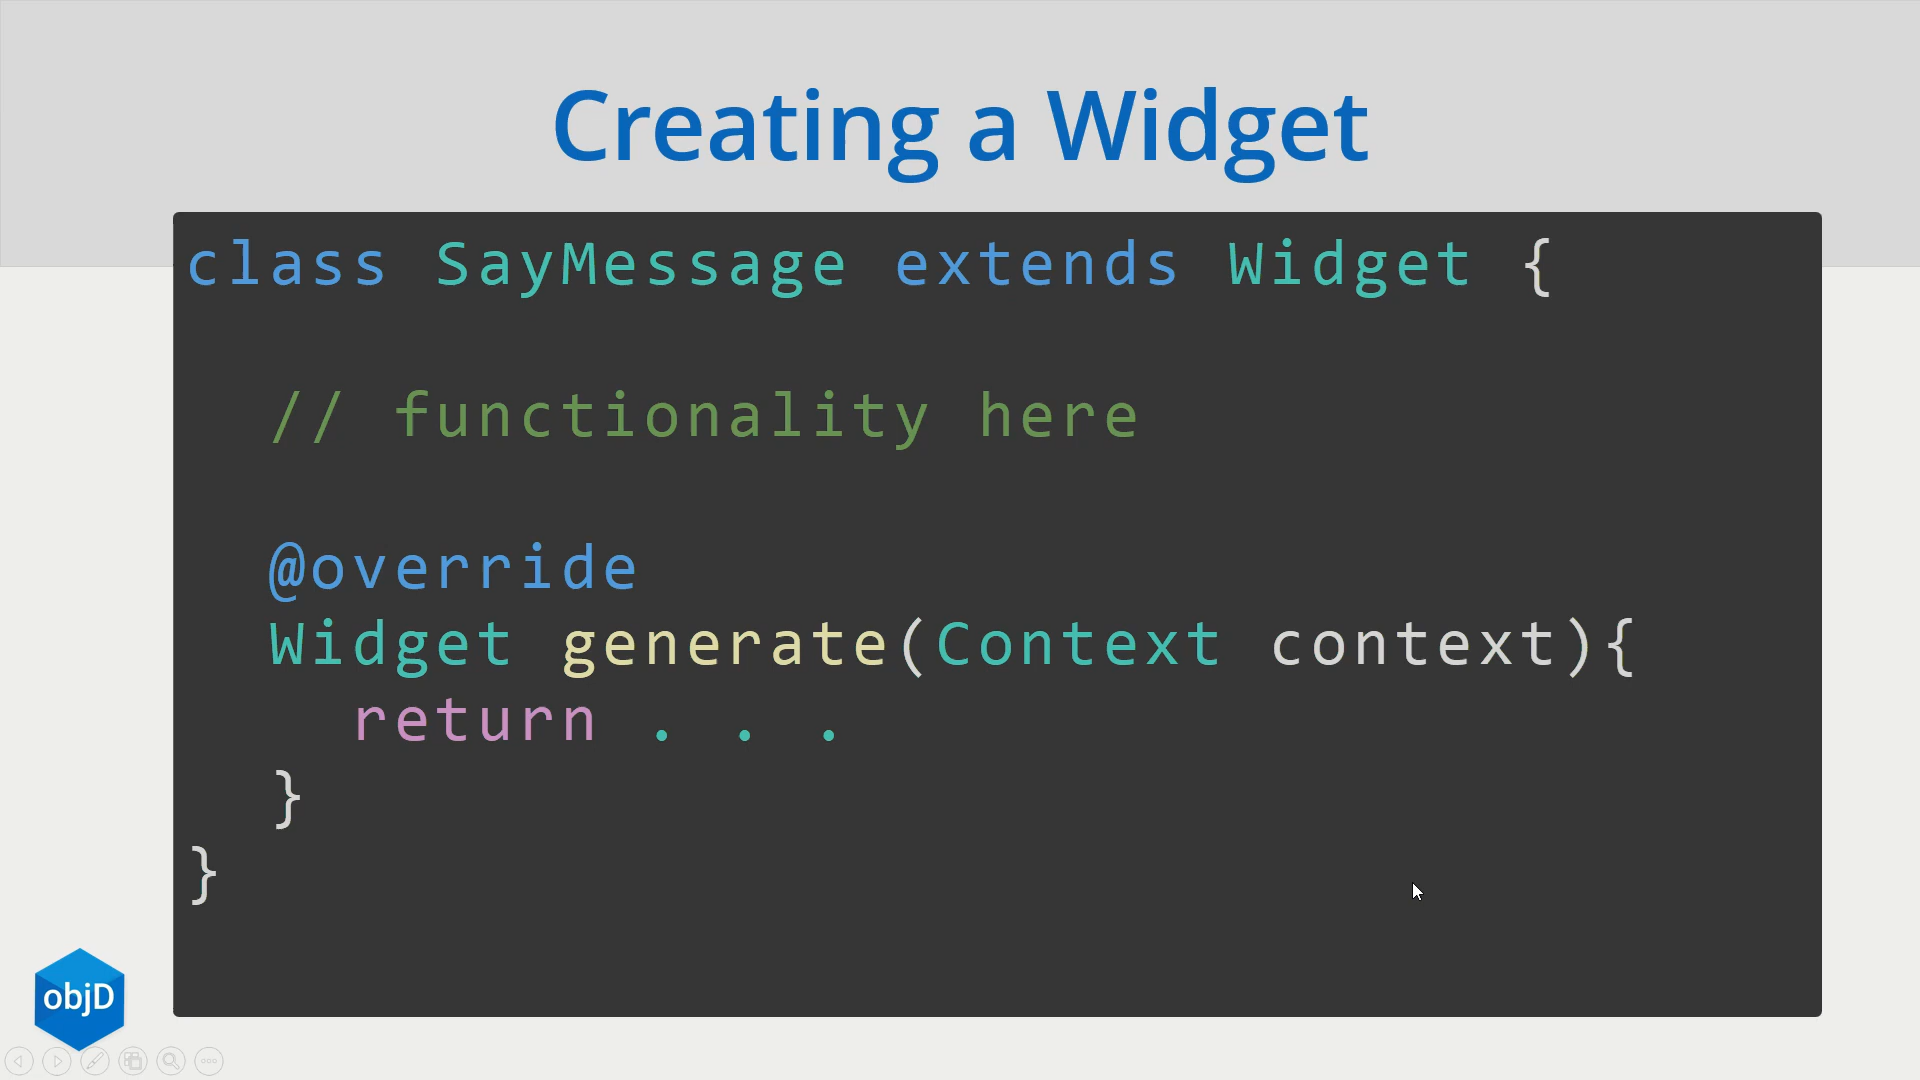 Creating a Widget
class SayMessage extends Widget {
// functionality here
@override
Widget generate(Context context){
return . . .
}
}
objD